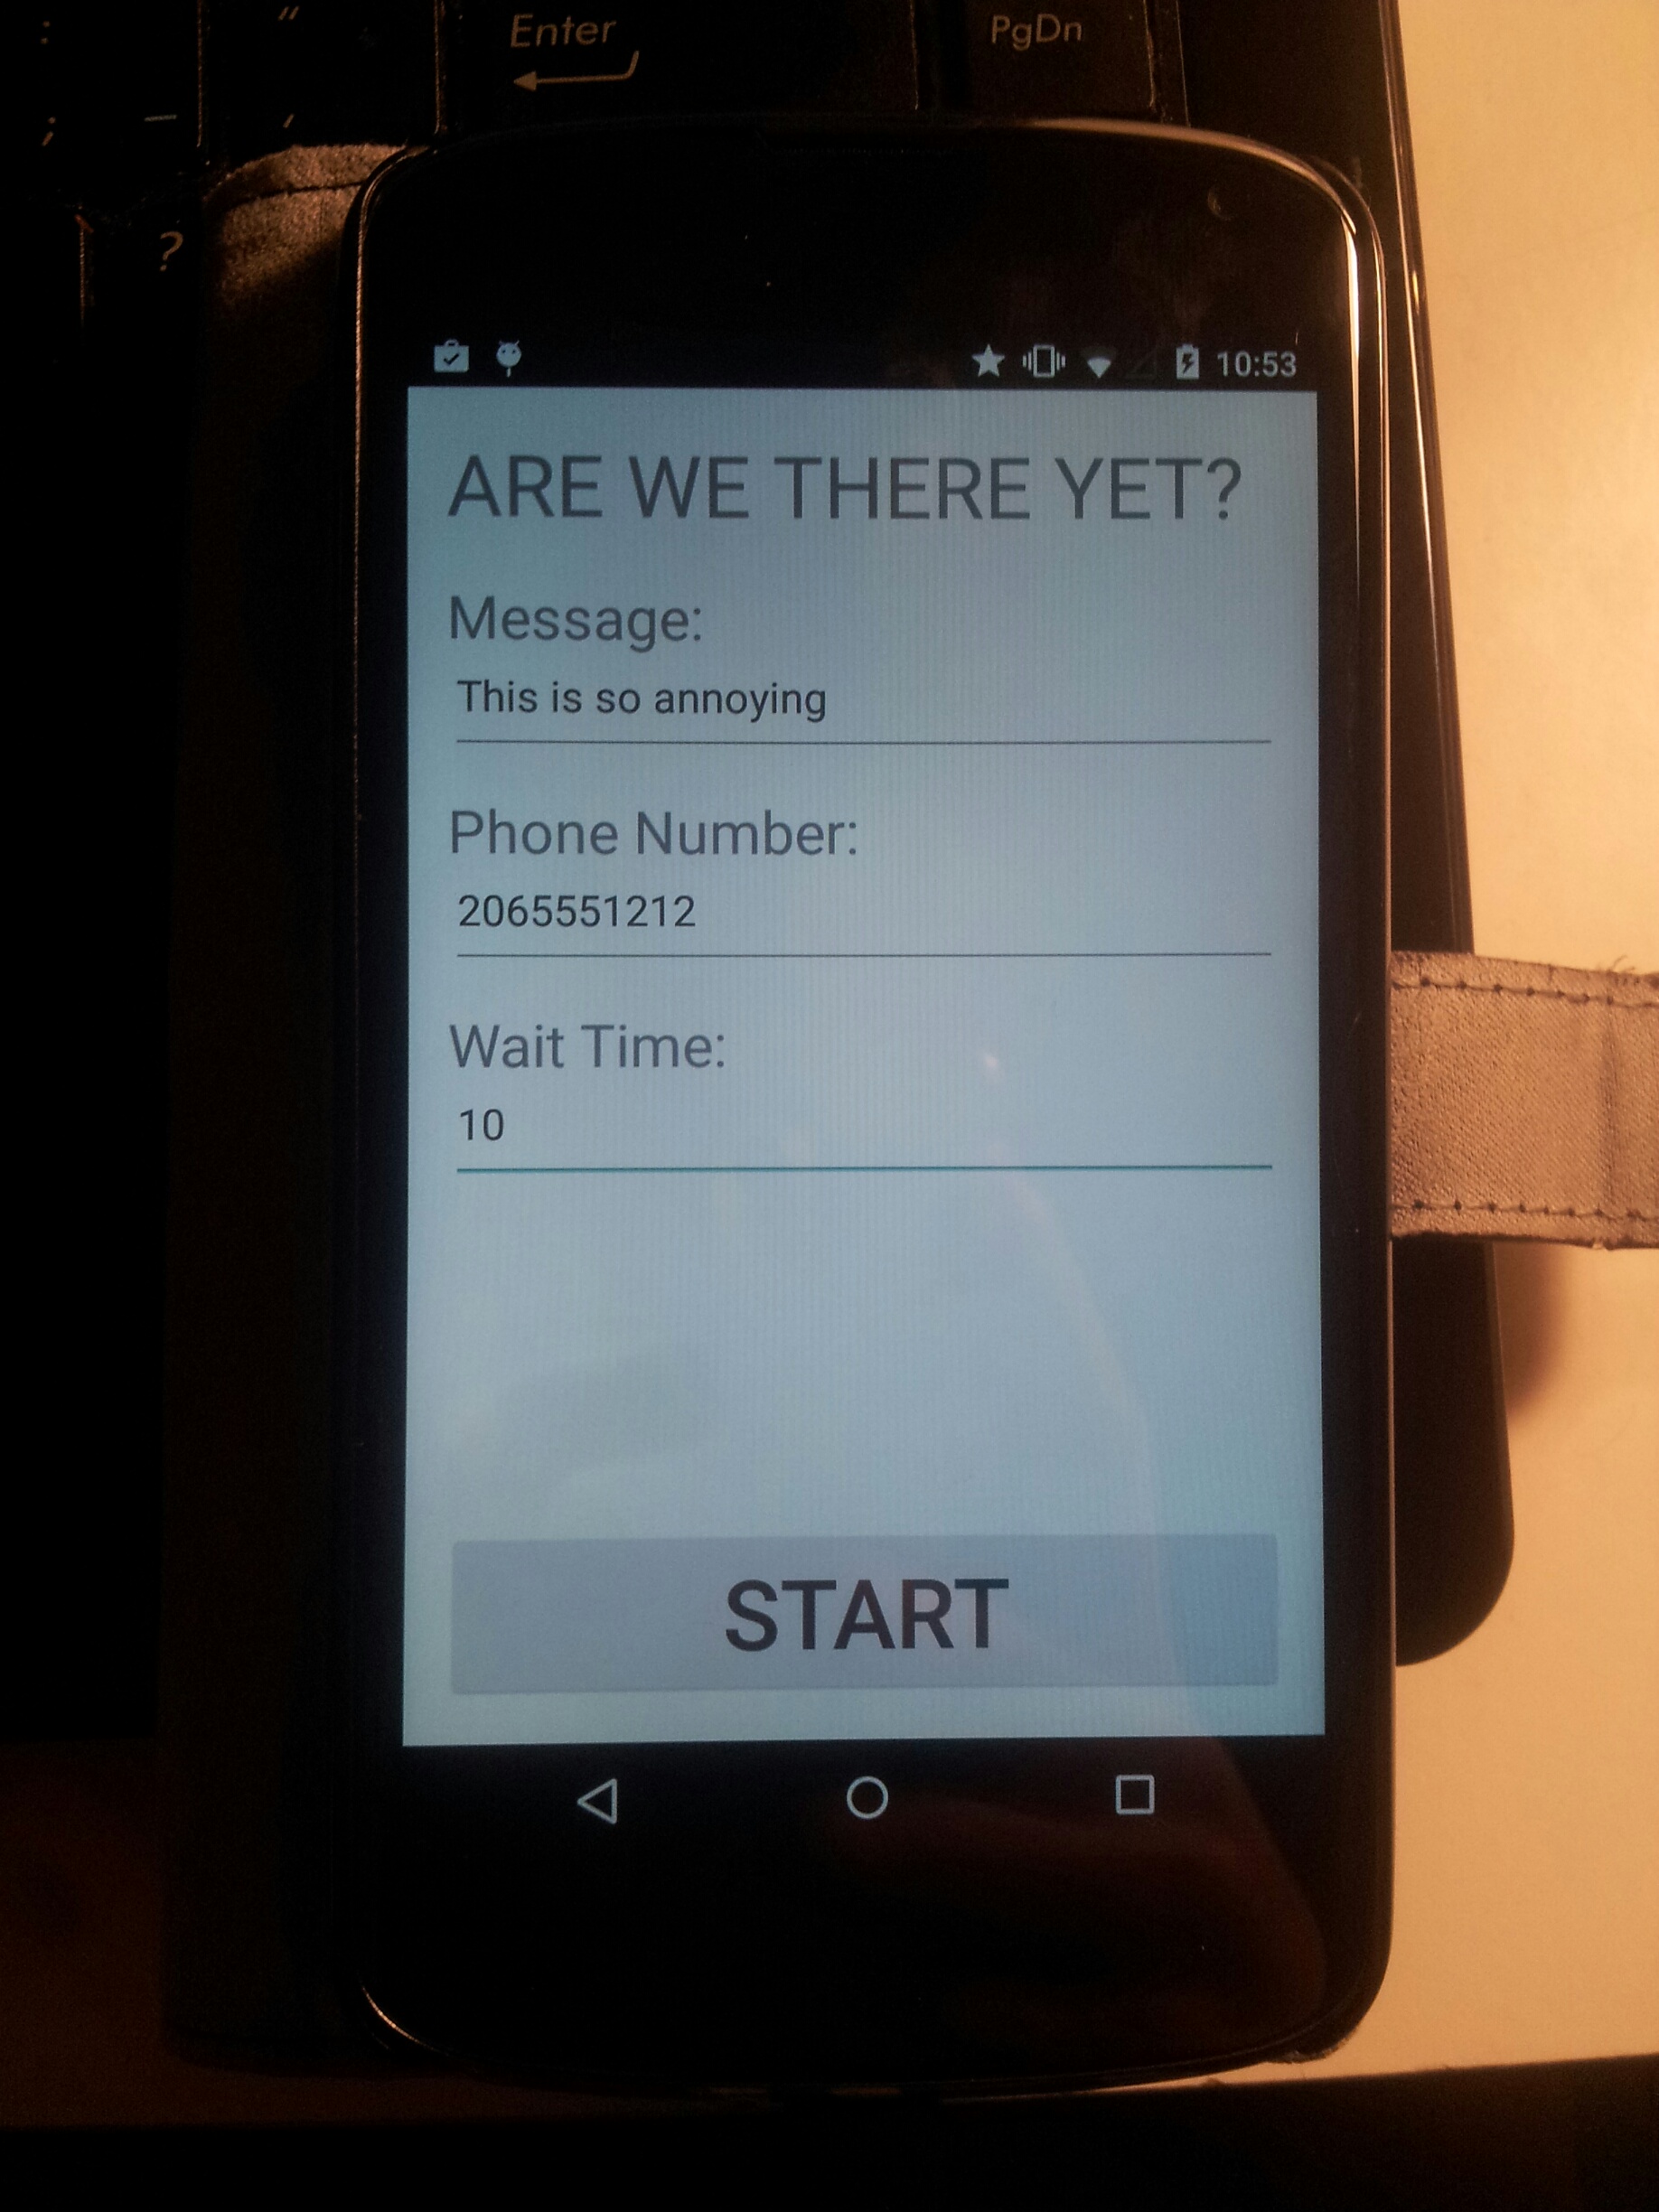 : "
Enter
PgDn
; _ '
?
10:53
ARE WE THERE YET?
Message:
This is so annoying
Phone Number:
2065551212
Wait Time:
10
START